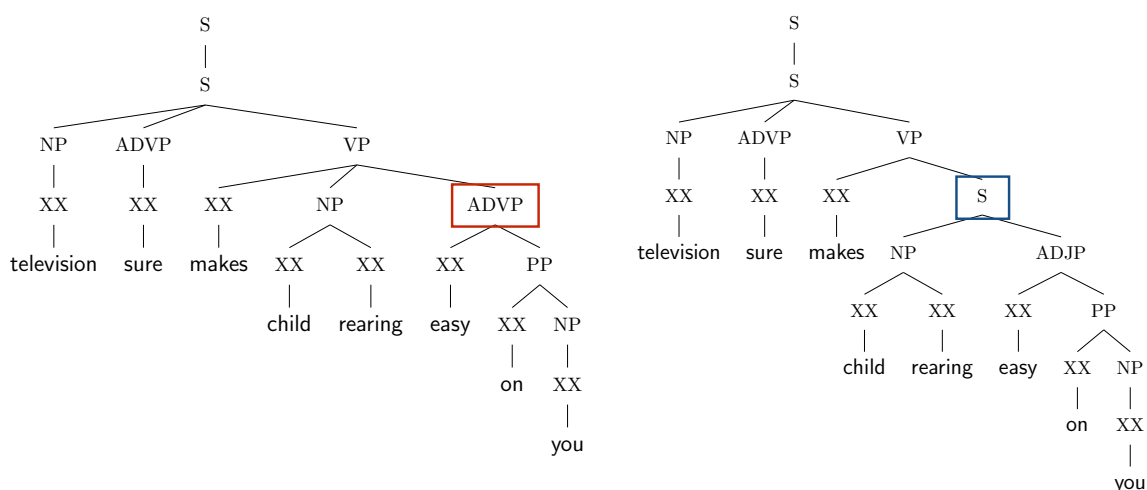 S
S
NP ADVP VP
XX XX XX NP ADVP
television sure makes XX XX XX PP
child rearing easy XX NP
on XX
you
S
S
NP ADVP VP
XX XX XX S
television sure makes NP ADJP
XX XX XX PP
child rearing easy XX NP
on XX
you